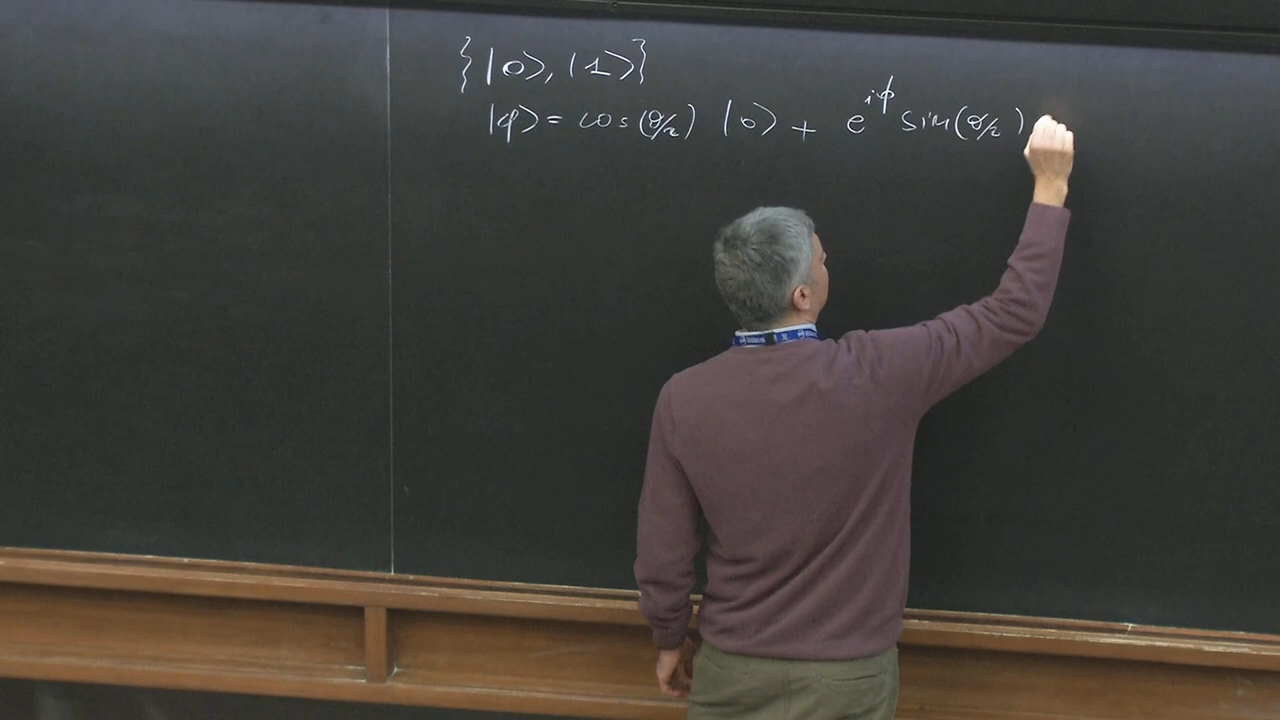 {|0⟩, |1⟩}
|φ⟩ = cos(θ/2) |0⟩ + e^{iϕ} sin(θ/2)